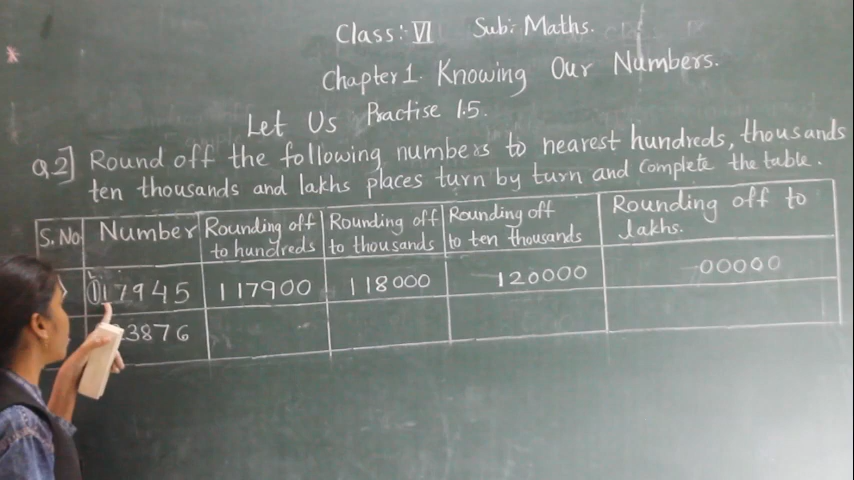 Class: VI Sub: Maths.
Chapter 1. Knowing Our Numbers.
Let Us Practise 1.5.
Q.2] Round off the following numbers to nearest hundreds, thousands
ten thousands and lakhs places turn by turn and complete the table.
S. No Number Rounding off to hundreds Rounding off to thousands Rounding off to ten thousands Rounding off to lakhs.
117945 117900 118000 120000 00000
3876